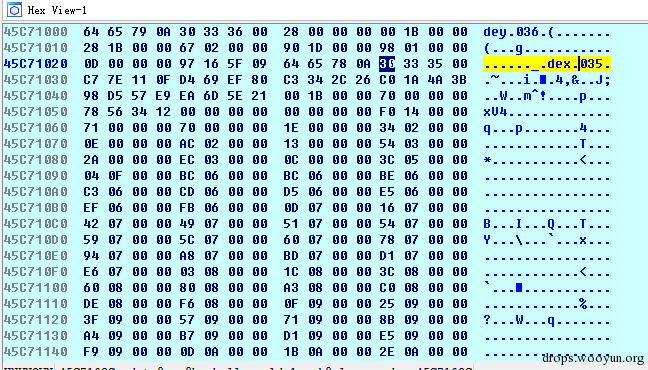 Hex View-1
45C71000 64 65 79 0A 30 33 36 00 28 00 00 00 00 1B 00 00 dey.036.(.......
45C71010 28 1B 00 00 67 02 00 00 90 1D 00 00 98 01 00 00 (...g...........
45C71020 0D 00 00 00 97 16 5F 09 64 65 78 0A 30 33 35 00 ......_.dex.035.
45C71030 C7 7E 11 0F D4 69 EF 80 C3 34 2C 26 C0 1A 4A 3B .~...i.■.4,&..J;
45C71040 98 D5 57 E9 EA 6D 5E 21 00 1B 00 00 70 00 00 00 ..W..m^!....p...
45C71050 78 56 34 12 00 00 00 00 00 00 00 00 F0 14 00 00 xV4.............
45C71060 71 00 00 00 70 00 00 00 1E 00 00 00 34 02 00 00 q...p.......4...
45C71070 0E 00 00 00 AC 02 00 00 13 00 00 00 54 03 00 00 ............T...
45C71080 2A 00 00 00 EC 03 00 00 0C 00 00 00 3C 05 00 00 *...........<...
45C71090 04 0F 00 00 BC 06 00 00 BC 06 00 00 BE 06 00 00 ................
45C710A0 C3 06 00 00 CD 06 00 00 D5 06 00 00 E5 06 00 00 ................
45C710B0 EF 06 00 00 FB 06 00 00 0D 07 00 00 16 07 00 00 ................
45C710C0 42 07 00 00 49 07 00 00 51 07 00 00 54 07 00 00 B...I...Q...T...
45C710D0 59 07 00 00 5C 07 00 00 60 07 00 00 78 07 00 00 Y...\...`...x...
45C710E0 94 07 00 00 A8 07 00 00 BD 07 00 00 D1 07 00 00 ................
45C710F0 E6 07 00 00 03 08 00 00 1C 08 00 00 3C 08 00 00 ............<...
45C71100 60 08 00 00 80 08 00 00 A3 08 00 00 C0 08 00 00 `...■...........
45C71110 DE 08 00 00 F6 08 00 00 0F 09 00 00 25 09 00 00 ............%...
45C71120 3F 09 00 00 57 09 00 00 71 09 00 00 8B 09 00 00 ?...W...q.......
45C71130 A4 09 00 00 B7 09 00 00 D1 09 00 00 E5 09 00 00 ................
45C71140 F9 09 00 00 0D 0A 00 00 1B 0A 00 00 2E 0A 00 00
drops.wooyun.org